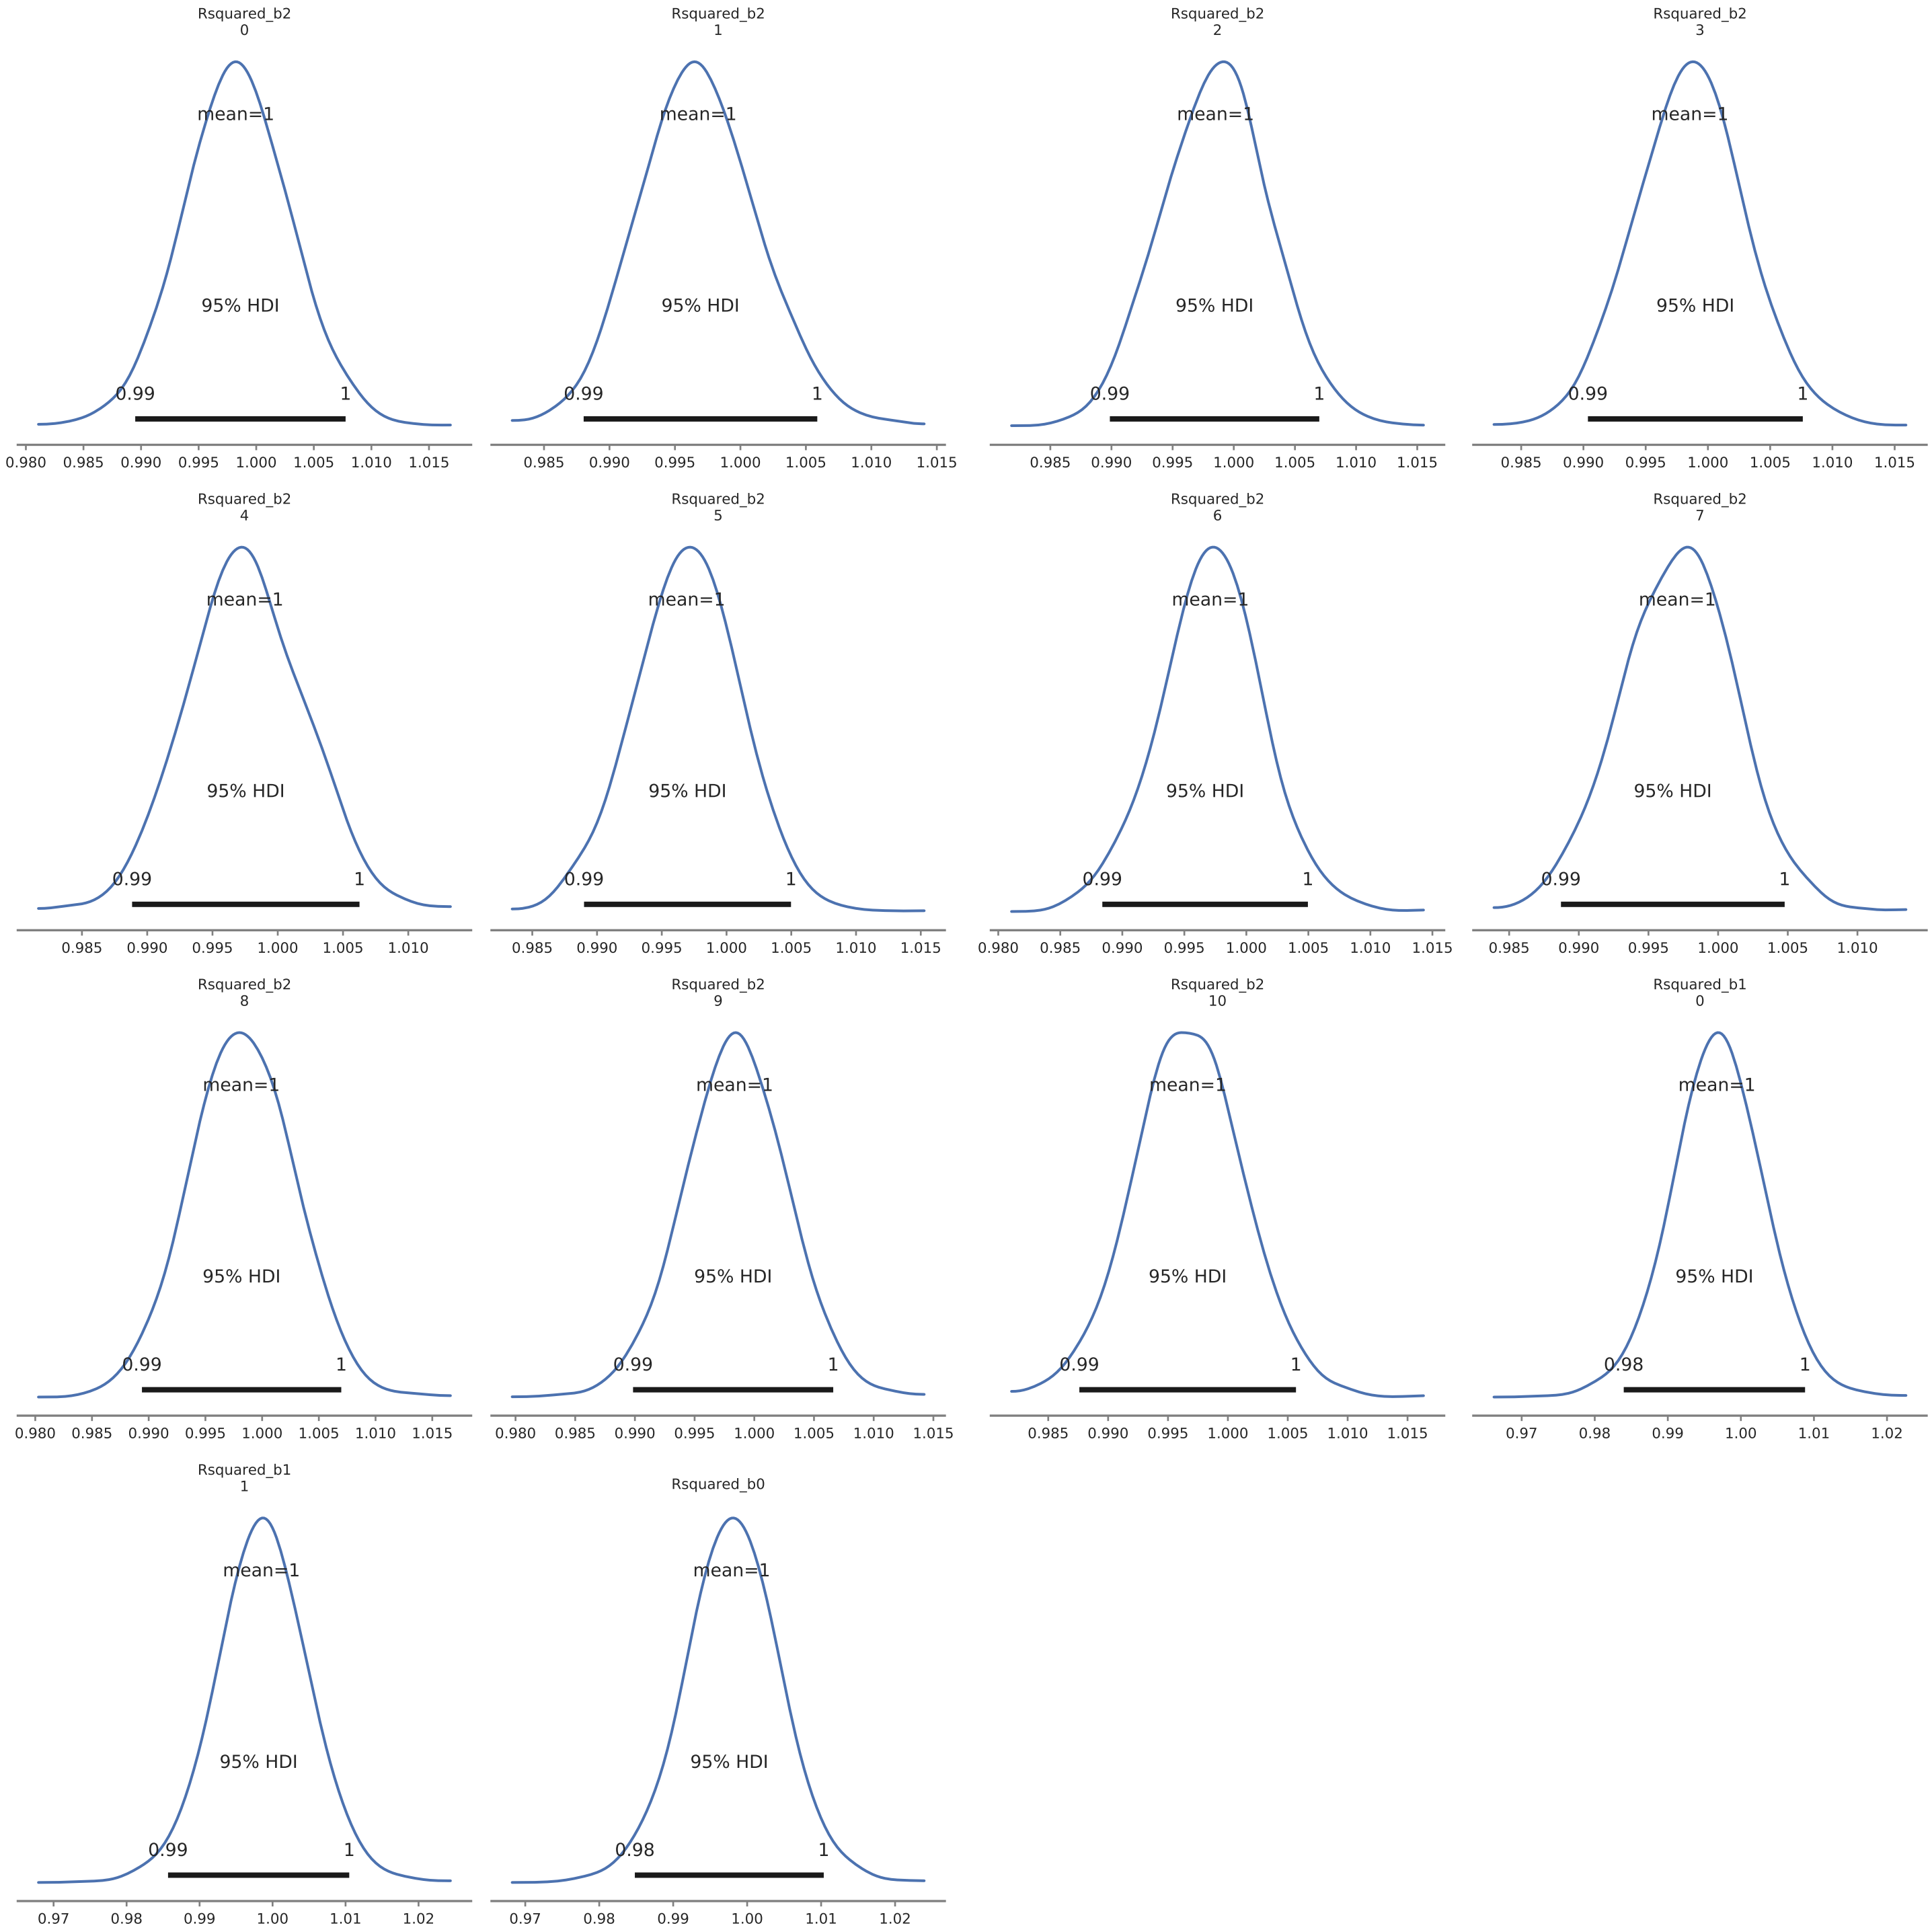 Rsquared_b2
0
mean=1
95% HDI
0.99 1
0.980 0.985 0.990 0.995 1.000 1.005 1.010 1.015
Rsquared_b2
1
mean=1
95% HDI
0.99 1
0.985 0.990 0.995 1.000 1.005 1.010 1.015
Rsquared_b2
2
mean=1
95% HDI
0.99 1
0.985 0.990 0.995 1.000 1.005 1.010 1.015
Rsquared_b2
3
mean=1
95% HDI
0.99 1
0.985 0.990 0.995 1.000 1.005 1.010 1.015
Rsquared_b2
4
mean=1
95% HDI
0.99 1
0.985 0.990 0.995 1.000 1.005 1.010
Rsquared_b2
5
mean=1
95% HDI
0.99 1
0.985 0.990 0.995 1.000 1.005 1.010 1.015
Rsquared_b2
6
mean=1
95% HDI
0.99 1
0.980 0.985 0.990 0.995 1.000 1.005 1.010 1.015
Rsquared_b2
7
mean=1
95% HDI
0.99 1
0.985 0.990 0.995 1.000 1.005 1.010
Rsquared_b2
8
mean=1
95% HDI
0.99 1
0.980 0.985 0.990 0.995 1.000 1.005 1.010 1.015
Rsquared_b2
9
mean=1
95% HDI
0.99 1
0.980 0.985 0.990 0.995 1.000 1.005 1.010 1.015
Rsquared_b2
10
mean=1
95% HDI
0.99 1
0.985 0.990 0.995 1.000 1.005 1.010 1.015
Rsquared_b1
0
mean=1
95% HDI
0.98 1
0.97 0.98 0.99 1.00 1.01 1.02
Rsquared_b1
1
mean=1
95% HDI
0.99 1
0.97 0.98 0.99 1.00 1.01 1.02
Rsquared_b0
mean=1
95% HDI
0.98 1
0.97 0.98 0.99 1.00 1.01 1.02